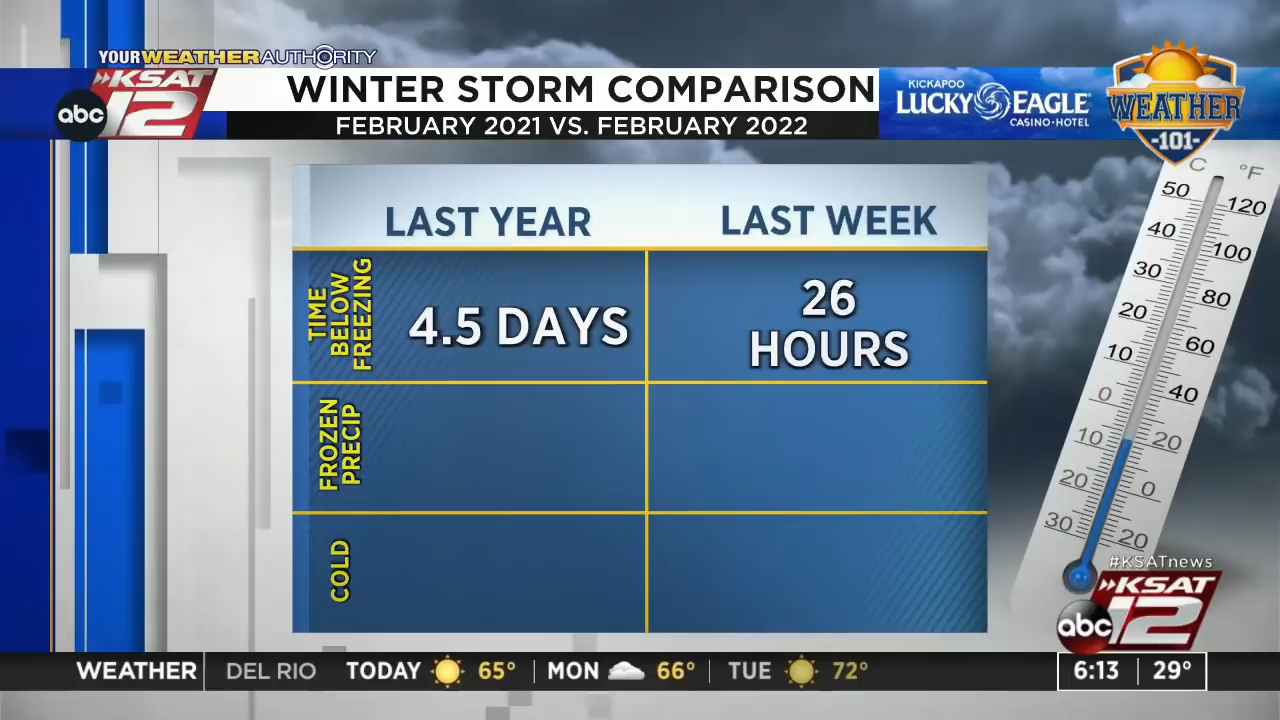 YOURWEATHERAUTHORITY
KSAT
abc 12
WINTER STORM COMPARISON
FEBRUARY 2021 VS. FEBRUARY 2022
KICKAPOO
LUCKY EAGLE
CASINO·HOTEL
WEATHER
-101-
LAST YEAR LAST WEEK
TIME BELOW FREEZING
4.5 DAYS
26
HOURS
FROZEN PRECIP
COLD
C °F
50 120
40 100
30 80
20 60
10 40
0 20
10 0
20 20
30
#KSATnews
KSAT
abc 12
WEATHER DEL RIO TODAY 65° MON 66° TUE 72° 6:13 29°